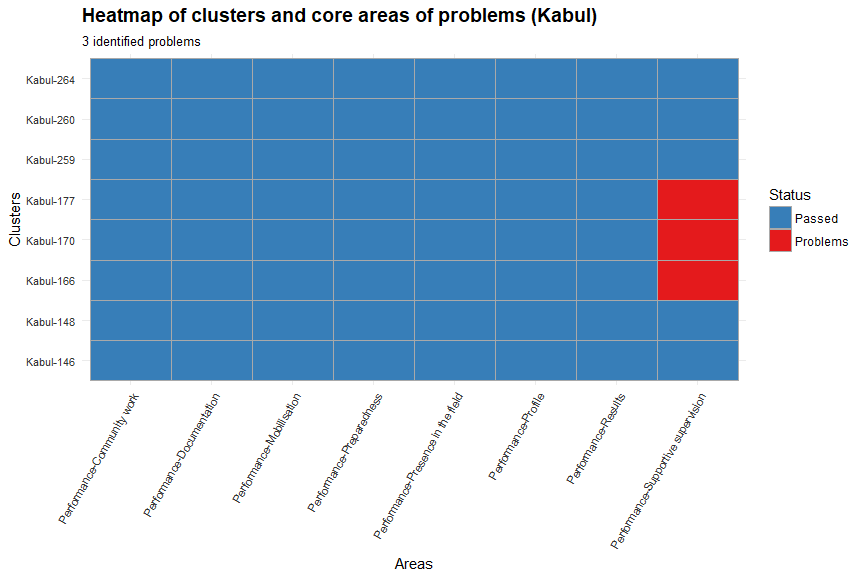 Heatmap of clusters and core areas of problems (Kabul)
3 identified problems
Clusters
Kabul-264
Kabul-260
Kabul-259
Kabul-177
Kabul-170
Kabul-166
Kabul-148
Kabul-146
Performance-Community work
Performance-Documentation
Performance-Mobilisation
Performance-Preparedness
Performance-Presence in the field
Performance-Profile
Performance-Results
Performance-Supportive supervision
Areas
Status
Passed
Problems